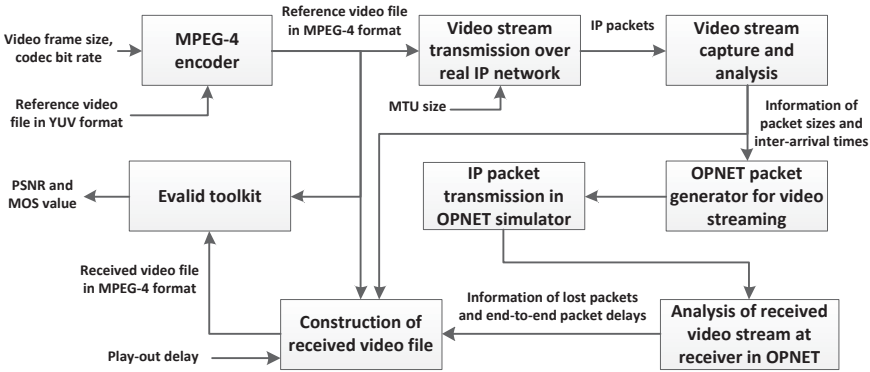 Video frame size,
codec bit rate
MPEG-4
encoder
Reference video file
in MPEG-4 format
Video stream
transmission over
real IP network
IP packets
Video stream
capture and
analysis
Reference video
file in YUV format
MTU size
Information of
packet sizes and
inter-arrival times
PSNR and
MOS value
Evalid toolkit
IP packet
transmission in
OPNET simulator
OPNET packet
generator for video
streaming
Received video file
in MPEG-4 format
Construction of
received video file
Information of lost packets
and end-to-end packet delays
Analysis of received
video stream at
receiver in OPNET
Play-out delay